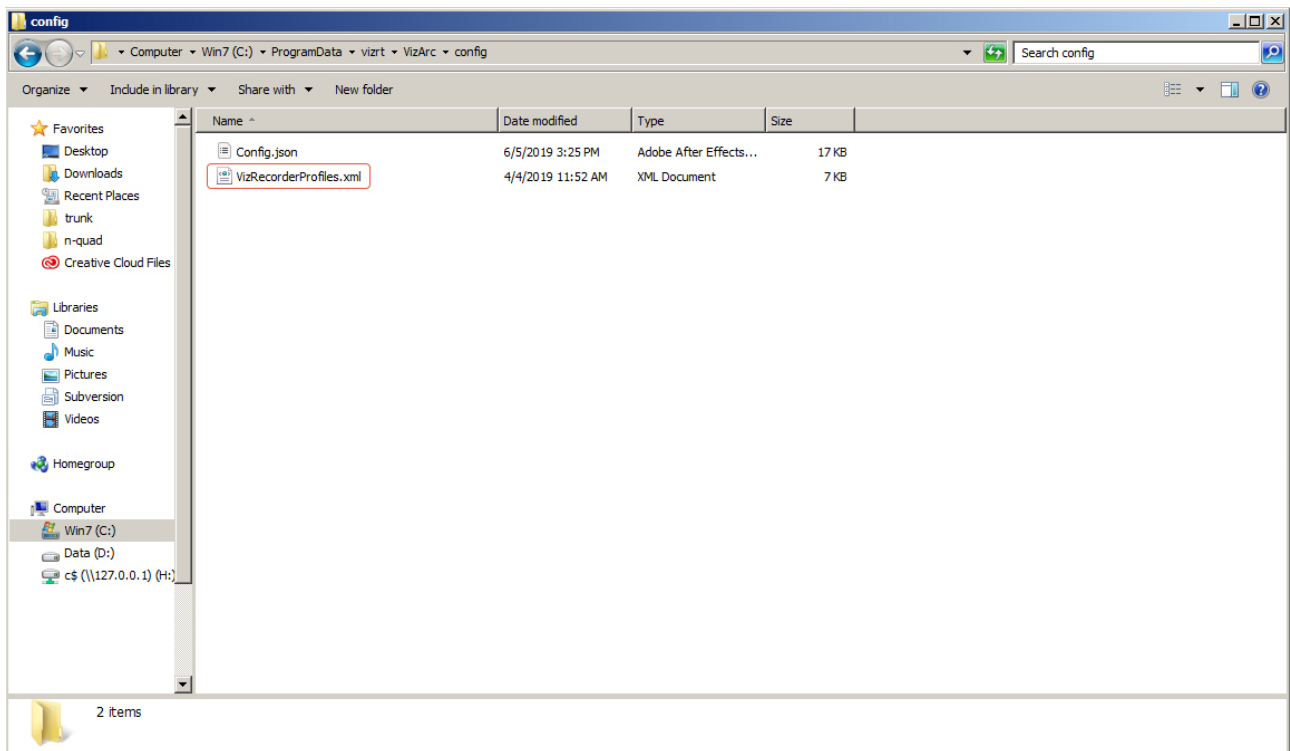 config
Computer Win7 (C:) ProgramData vizrt VizArc config Search config
Organize Include in library Share with New folder
Name Date modified Type Size
Config.json 6/5/2019 3:25 PM Adobe After Effects... 17 KB
VizRecorderProfiles.xml 4/4/2019 11:52 AM XML Document 7 KB
Favorites
Desktop
Downloads
Recent Places
trunk
n-quad
Creative Cloud Files
Libraries
Documents
Music
Pictures
Subversion
Videos
Homegroup
Computer
Win7 (C:)
Data (D:)
c$ (\\127.0.0.1) (H:)
2 items